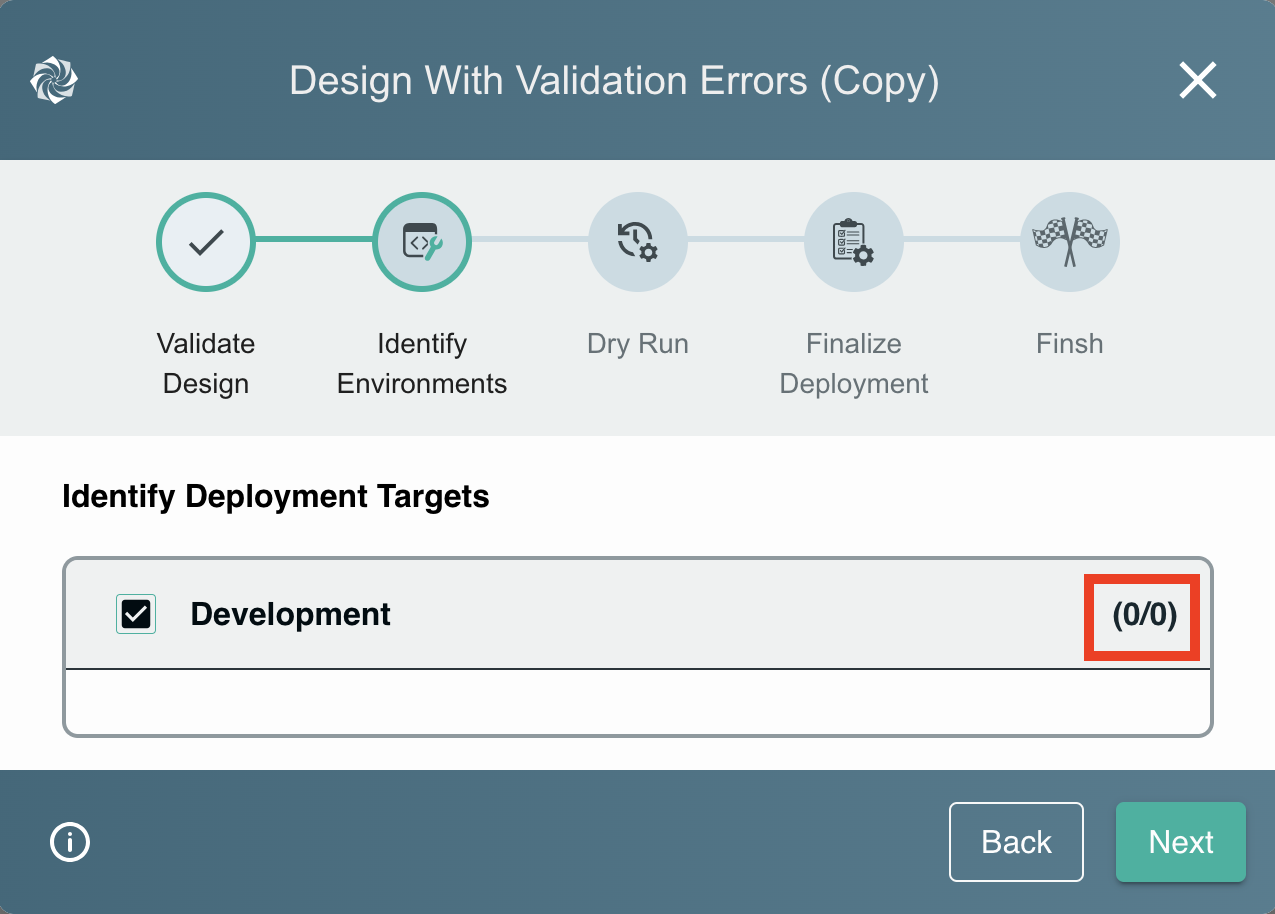 Design With Validation Errors (Copy)
Validate
Design
Identify
Environments
Dry Run
Finalize
Deployment
Finsh
Identify Deployment Targets
Development (0/0)
Back
Next